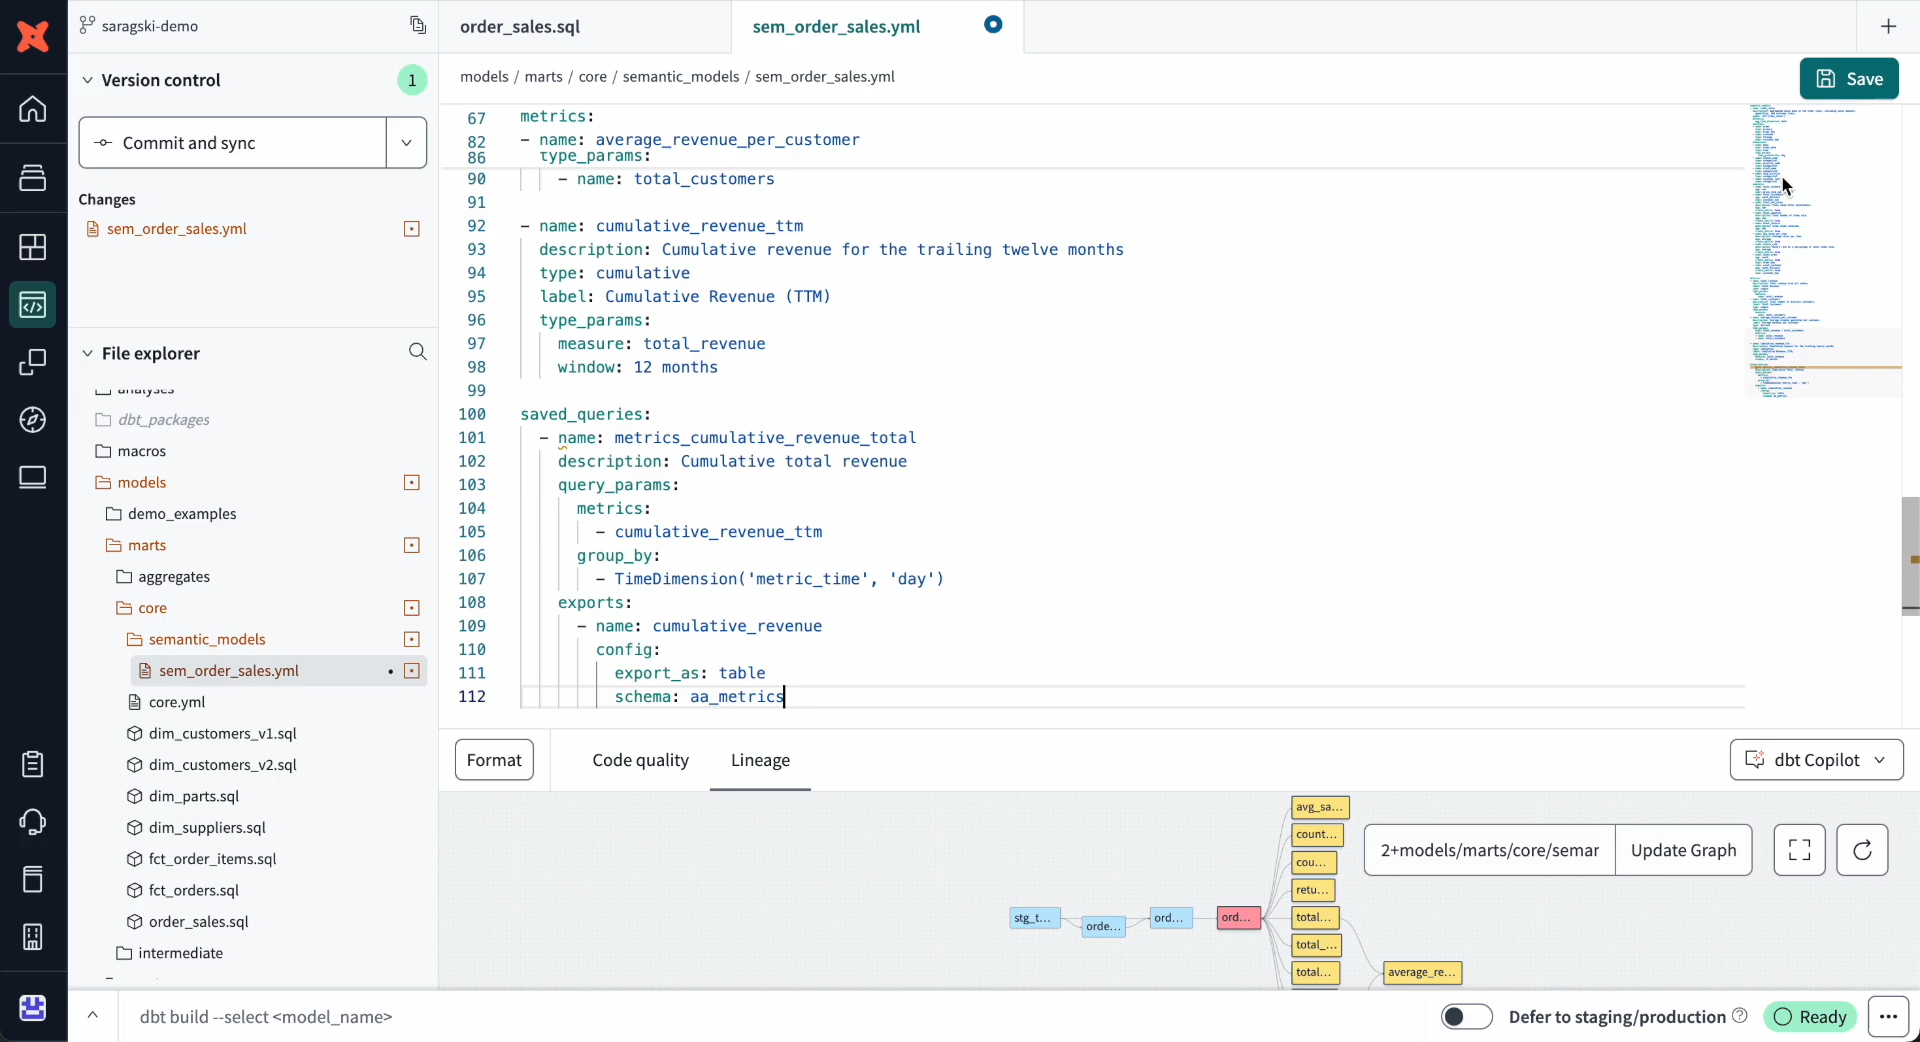 saragski-demo
order_sales.sql
sem_order_sales.yml
Version control
1
models / marts / core / semantic_models / sem_order_sales.yml
Save
Commit and sync
Changes
sem_order_sales.yml
File explorer
analyses
dbt_packages
macros
models
demo_examples
marts
aggregates
core
semantic_models
sem_order_sales.yml
core.yml
dim_customers_v1.sql
dim_customers_v2.sql
dim_parts.sql
dim_suppliers.sql
fct_order_items.sql
fct_orders.sql
order_sales.sql
intermediate
67 metrics:
82 - name: average_revenue_per_customer
86 type_params:
90 - name: total_customers
91
92 - name: cumulative_revenue_ttm
93 description: Cumulative revenue for the trailing twelve months
94 type: cumulative
95 label: Cumulative Revenue (TTM)
96 type_params:
97 measure: total_revenue
98 window: 12 months
99
100 saved_queries:
101 - name: metrics_cumulative_revenue_total
102 description: Cumulative total revenue
103 query_params:
104 metrics:
105 - cumulative_revenue_ttm
106 group_by:
107 - TimeDimension('metric_time', 'day')
108 exports:
109 - name: cumulative_revenue
110 config:
111 export_as: table
112 schema: aa_metrics
Format
Code quality
Lineage
dbt Copilot
avg_sa...
count...
cou...
retu...
total...
total_...
total...
stg_t...
orde...
ord...
ord...
average_re...
2+models/marts/core/semar
Update Graph
dbt build --select <model_name>
Defer to staging/production
Ready